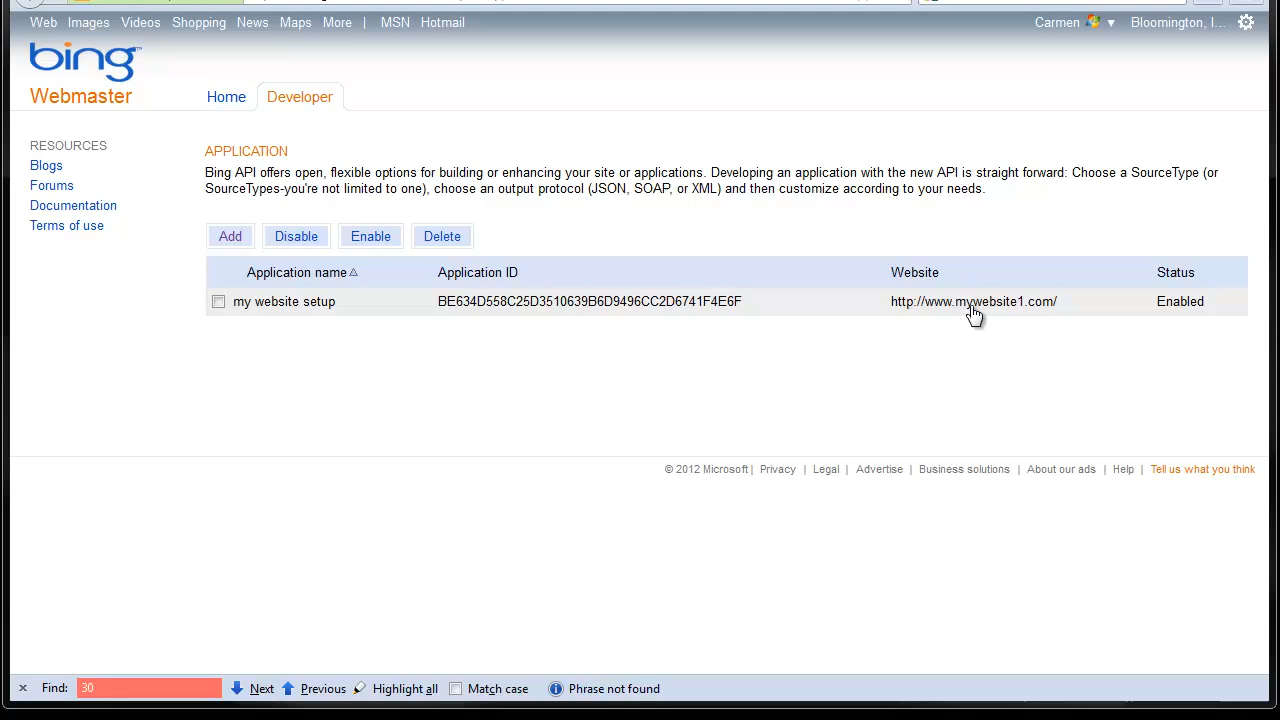 Web Images Videos Shopping News Maps More | MSN Hotmail Carmen Bloomington, I...
bing™
Webmaster Home Developer
RESOURCES
Blogs
Forums
Documentation
Terms of use
APPLICATION
Bing API offers open, flexible options for building or enhancing your site or applications. Developing an application with the new API is straight forward: Choose a SourceType (or
SourceTypes-you're not limited to one), choose an output protocol (JSON, SOAP, or XML) and then customize according to your needs.
Add Disable Enable Delete
Application name Application ID Website Status
my website setup BE634D558C25D3510639B6D9496CC2D6741F4E6F http://www.mywebsite1.com/ Enabled
© 2012 Microsoft | Privacy | Legal | Advertise | Business solutions | About our ads | Help | Tell us what you think
× Find: 30 Next Previous Highlight all Match case Phrase not found